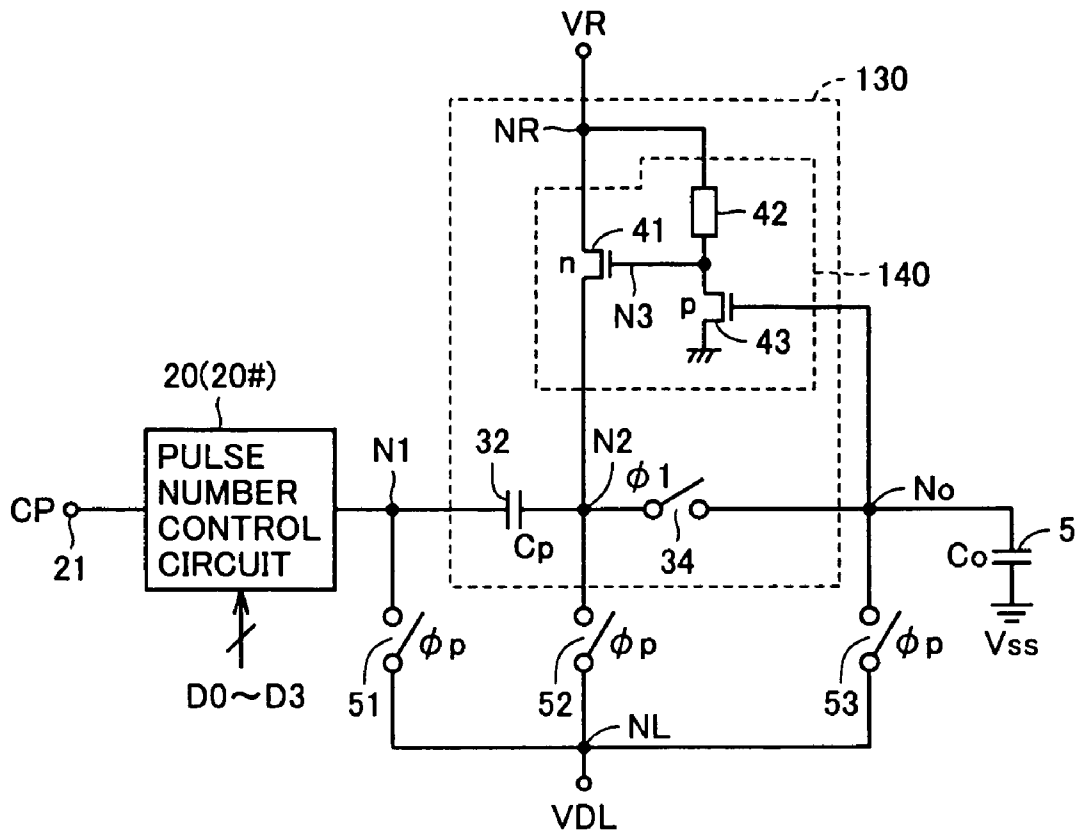 VR
130
NR
42
41
n
140
N3
p
43
20(20#)
PULSE
NUMBER
CONTROL
CIRCUIT
N1
32
N2
ϕ1
No
CP
21
Cp
34
Co
5
Vss
D0～D3
51
ϕp
52
ϕp
53
ϕp
NL
VDL